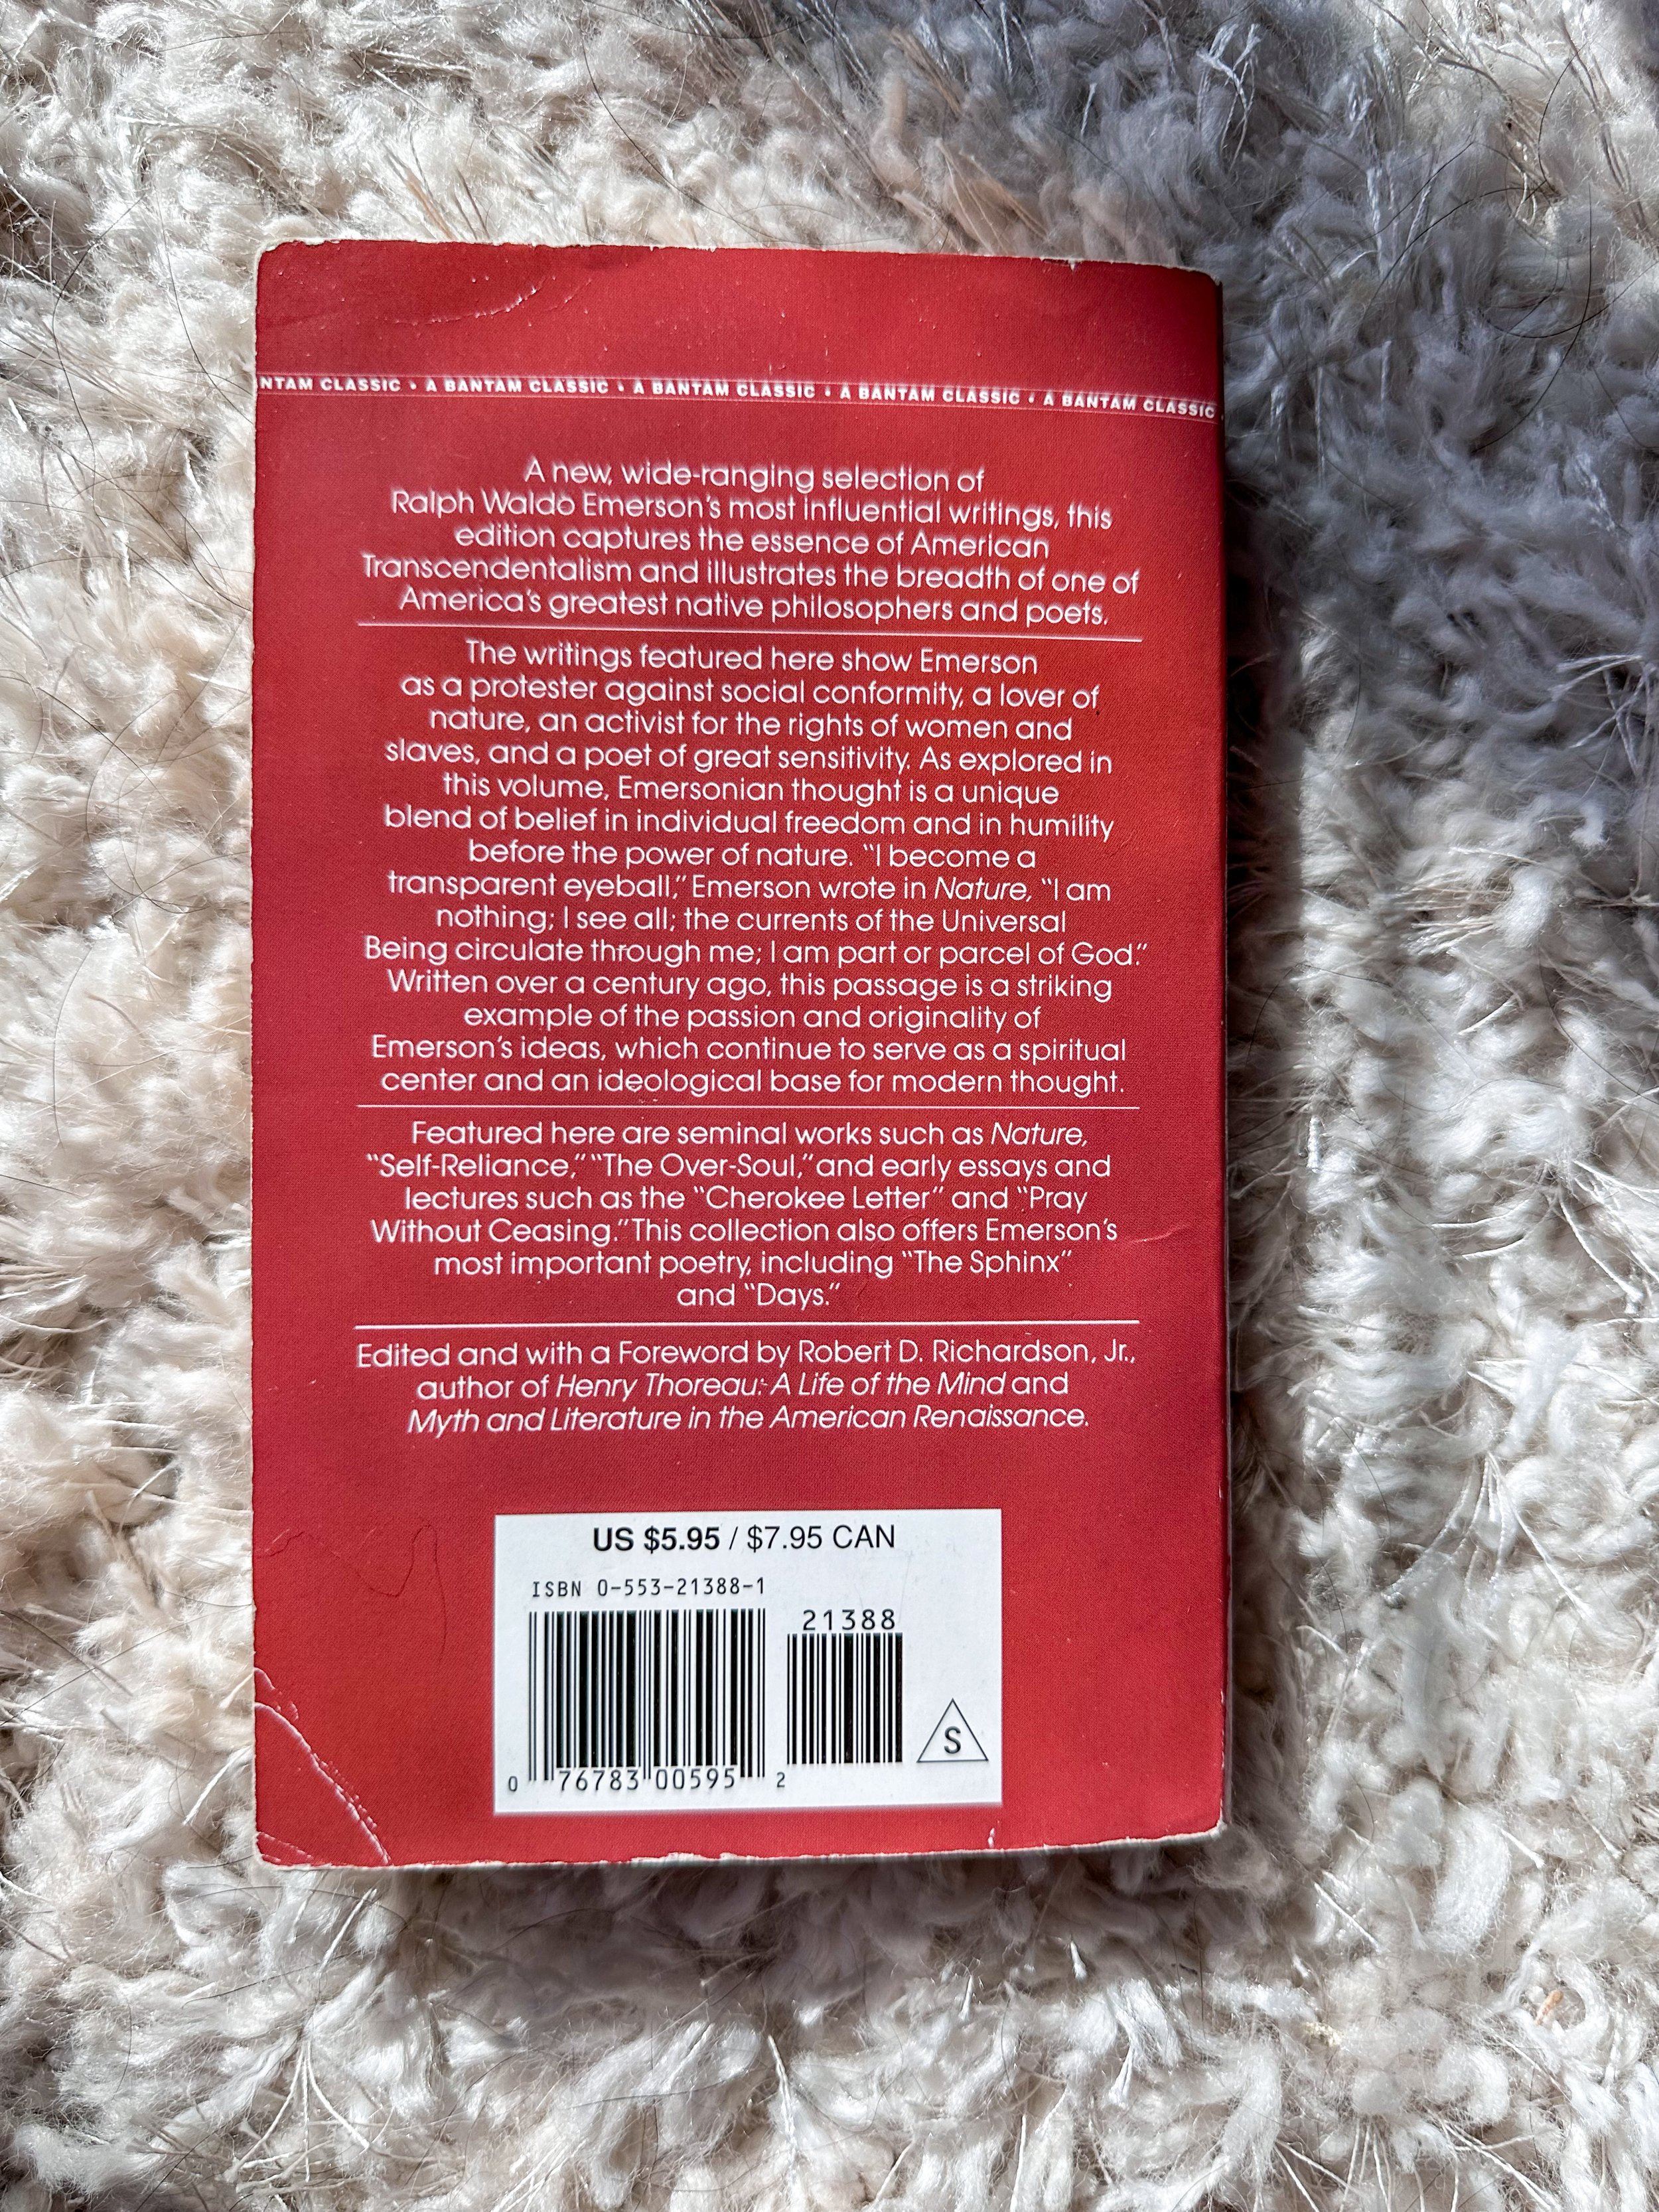 NTAM CLASSIC • A BANTAM CLASSIC • A BANTAM CLASSIC • A BANTAM CLASSIC • A BANTAM CLASSIC
A new, wide-ranging selection of
Ralph Waldo Emerson's most influential writings, this
edition captures the essence of American
Transcendentalism and illustrates the breadth of one of
America's greatest native philosophers and poets.
The writings featured here show Emerson
as a protester against social conformity, a lover of
nature, an activist for the rights of women and
slaves, and a poet of great sensitivity. As explored in
this volume, Emersonian thought is a unique
blend of belief in individual freedom and in humility
before the power of nature. "I become a
transparent eyeball," Emerson wrote in Nature, "I am
nothing; I see all; the currents of the Universal
Being circulate through me; I am part or parcel of God."
Written over a century ago, this passage is a striking
example of the passion and originality of
Emerson's ideas, which continue to serve as a spiritual
center and an ideological base for modern thought.
Featured here are seminal works such as Nature,
"Self-Reliance," "The Over-Soul," and early essays and
lectures such as the "Cherokee Letter" and "Pray
Without Ceasing." This collection also offers Emerson's
most important poetry, including "The Sphinx"
and "Days."
Edited and with a Foreword by Robert D. Richardson, Jr.,
author of Henry Thoreau: A Life of the Mind and
Myth and Literature in the American Renaissance.
US $5.95 / $7.95 CAN
ISBN 0-553-21388-1
21388
0 76783 00595 2
S